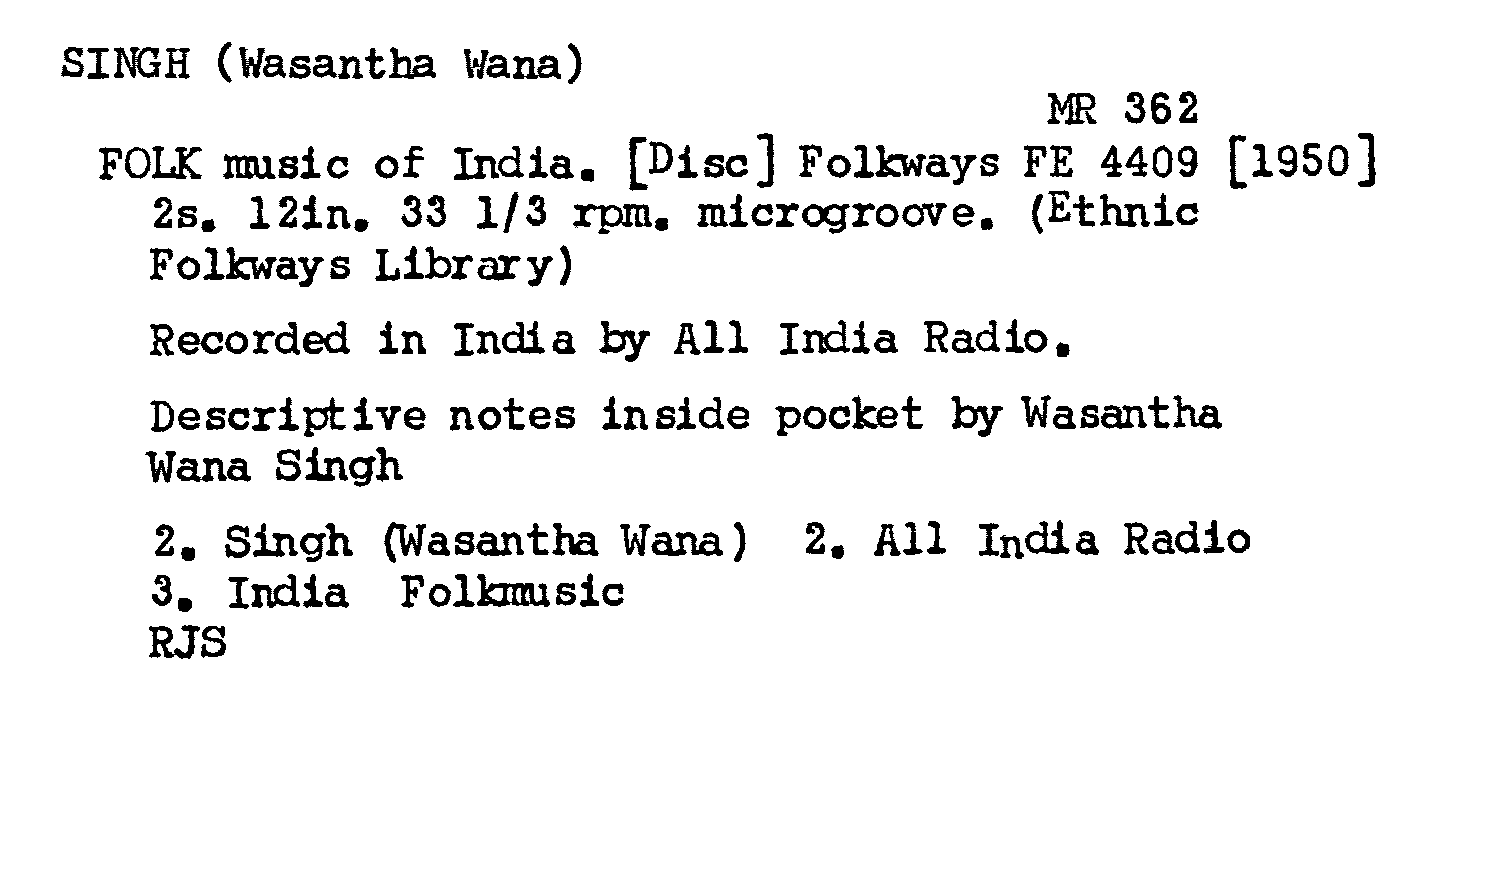 SINGH (Wasantha Wana)
MR 362
FOLK music of India. [Disc] Folkways FE 4409 [1950]
2s. 12in. 33 1/3 rpm. microgroove. (Ethnic
Folkways Library)
Recorded in India by All India Radio.
Descriptive notes inside pocket by Wasantha
Wana Singh
2. Singh (Wasantha Wana)  2. All India Radio
3. India  Folkmusic
RJS